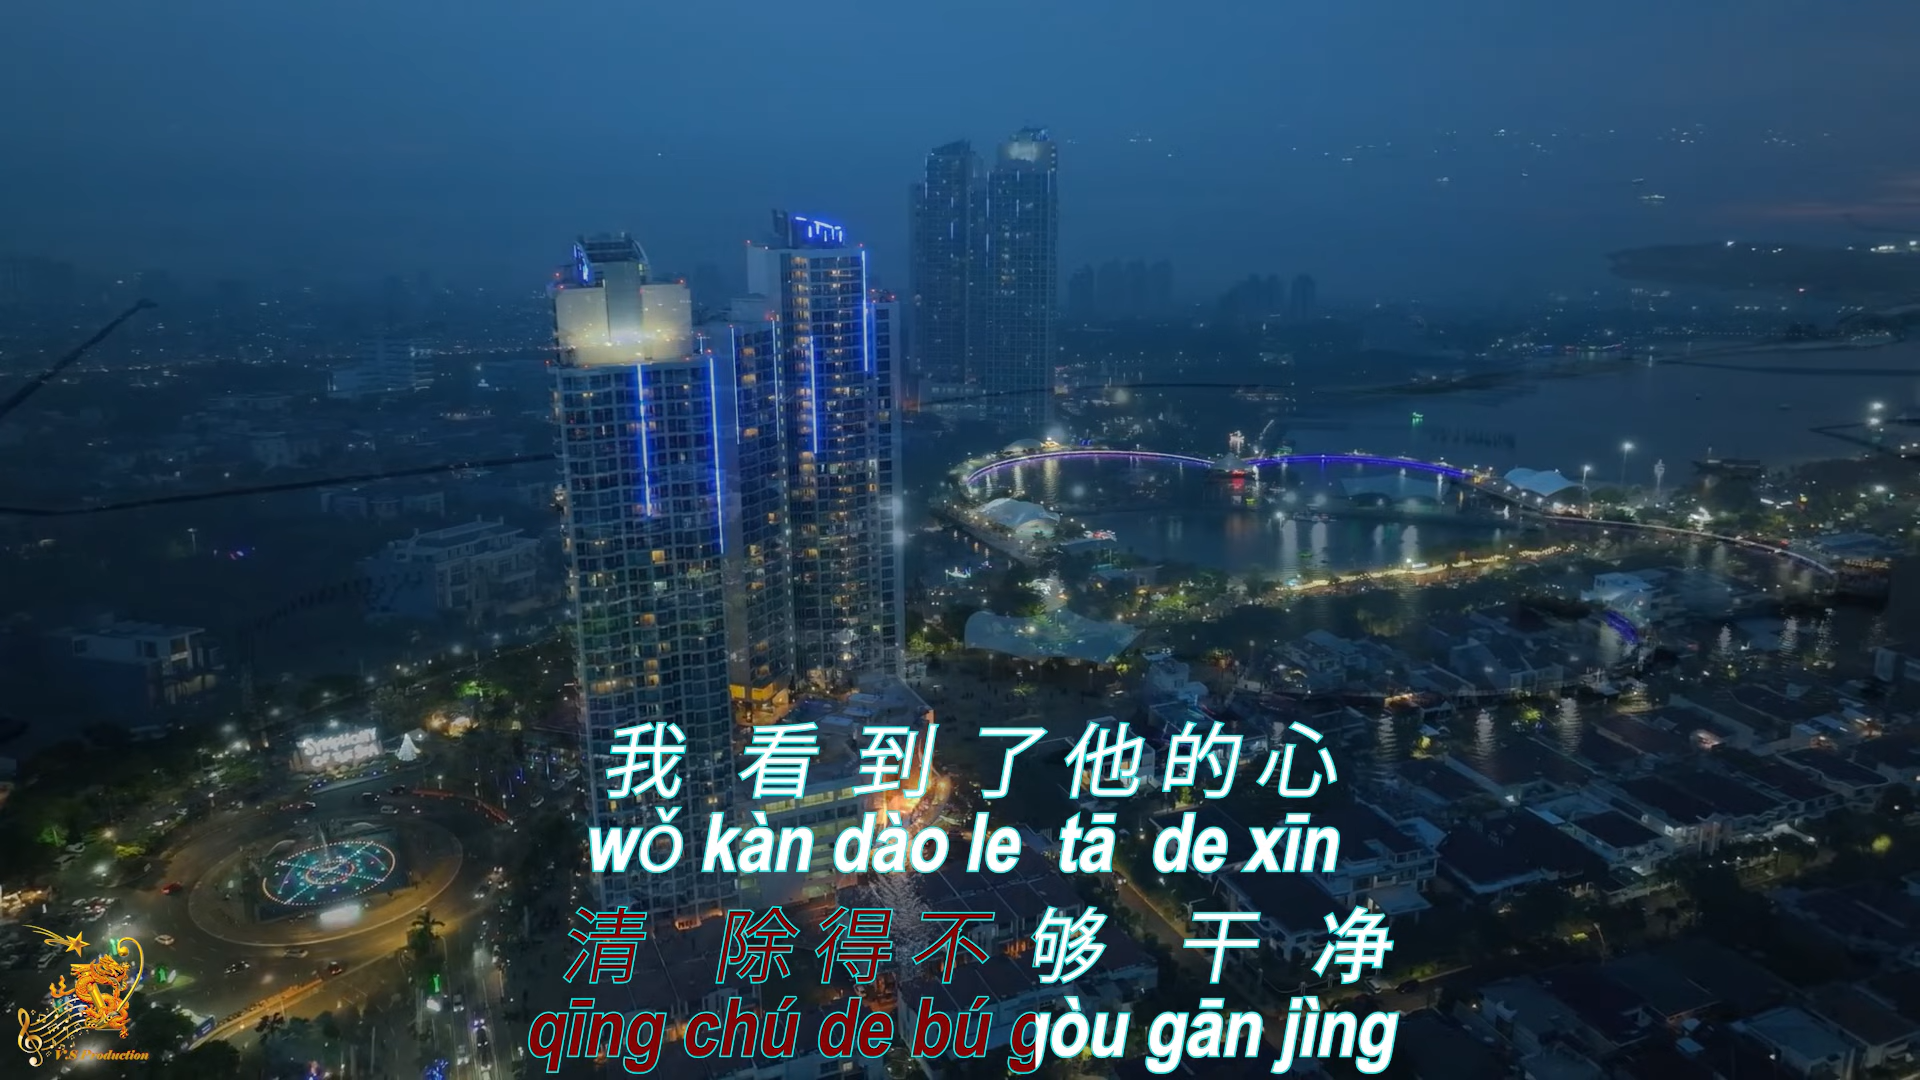 我看到了他的心
wǒ kàn dào le tā de xīn
清除得不够干净
qīng chú de bú gòu gān jìng
V.S Production